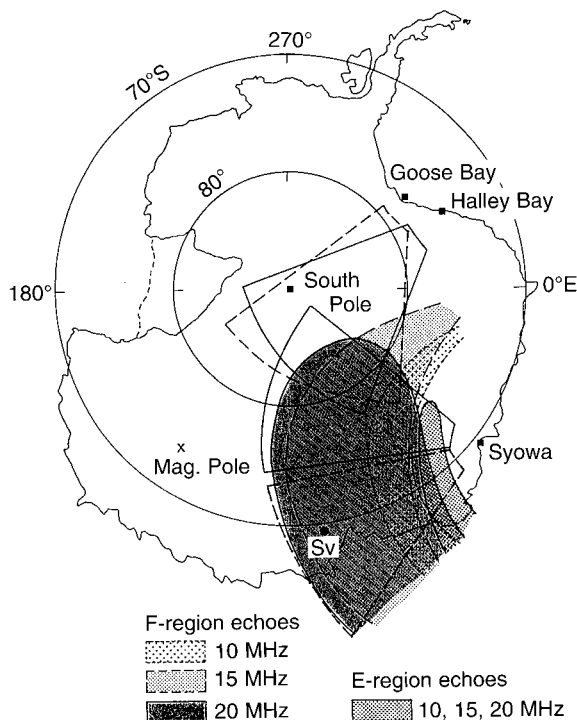 270°
70°S
80°
Goose Bay
Halley Bay
180°
South
Pole
0°E
x
Mag. Pole
Syowa
Sv
F-region echoes
10 MHz
15 MHz
20 MHz
E-region echoes
10, 15, 20 MHz